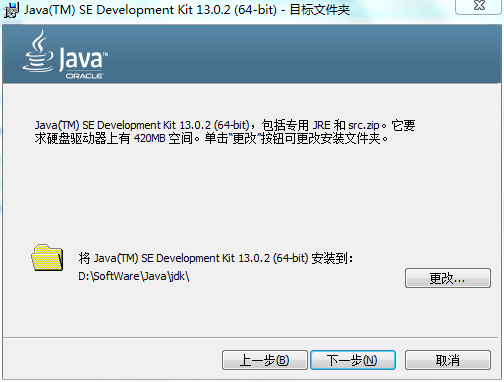 Java(TM) SE Development Kit 13.0.2 (64-bit) - 目标文件夹
Java
ORACLE
Java(TM) SE Development Kit 13.0.2 (64-bit)，包括专用 JRE 和 src.zip。它要
求硬盘驱动器上有 420MB 空间。单击“更改”按钮可更改安装文件夹。
将 Java(TM) SE Development Kit 13.0.2 (64-bit) 安装到：
D:\SoftWare\Java\jdk\
更改...
上一步(B)
下一步(N)
取消